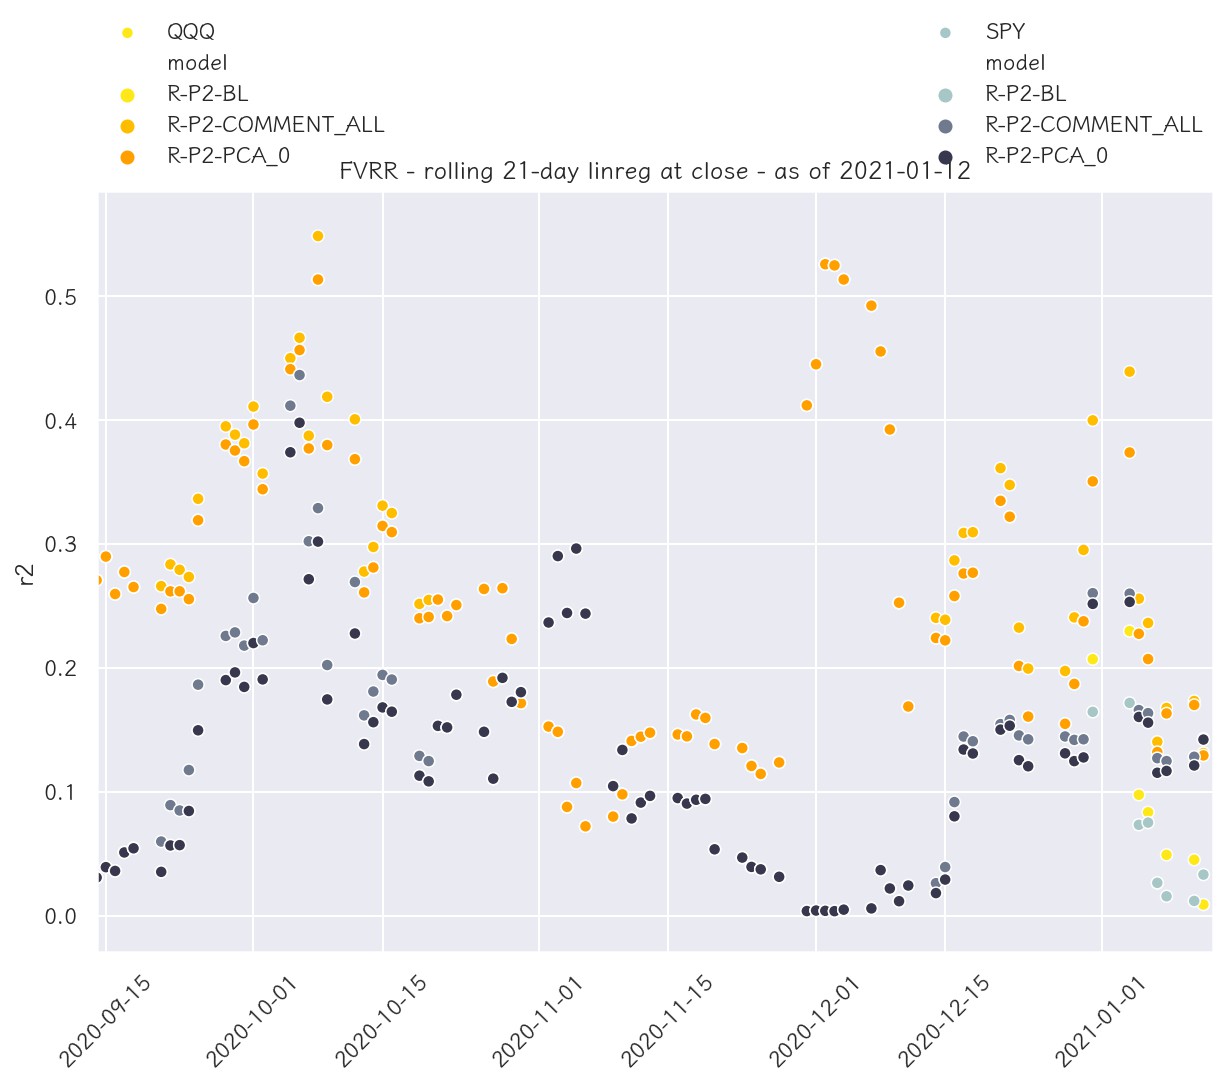 QQQ
model
R-P2-BL
R-P2-COMMENT_ALL
R-P2-PCA_0
SPY
model
R-P2-BL
R-P2-COMMENT_ALL
R-P2-PCA_0
FVRR - rolling 21-day linreg at close - as of 2021-01-12
r2
0.5
0.4
0.3
0.2
0.1
0.0
2020-09-15
2020-10-01
2020-10-15
2020-11-01
2020-11-15
2020-12-01
2020-12-15
2021-01-01